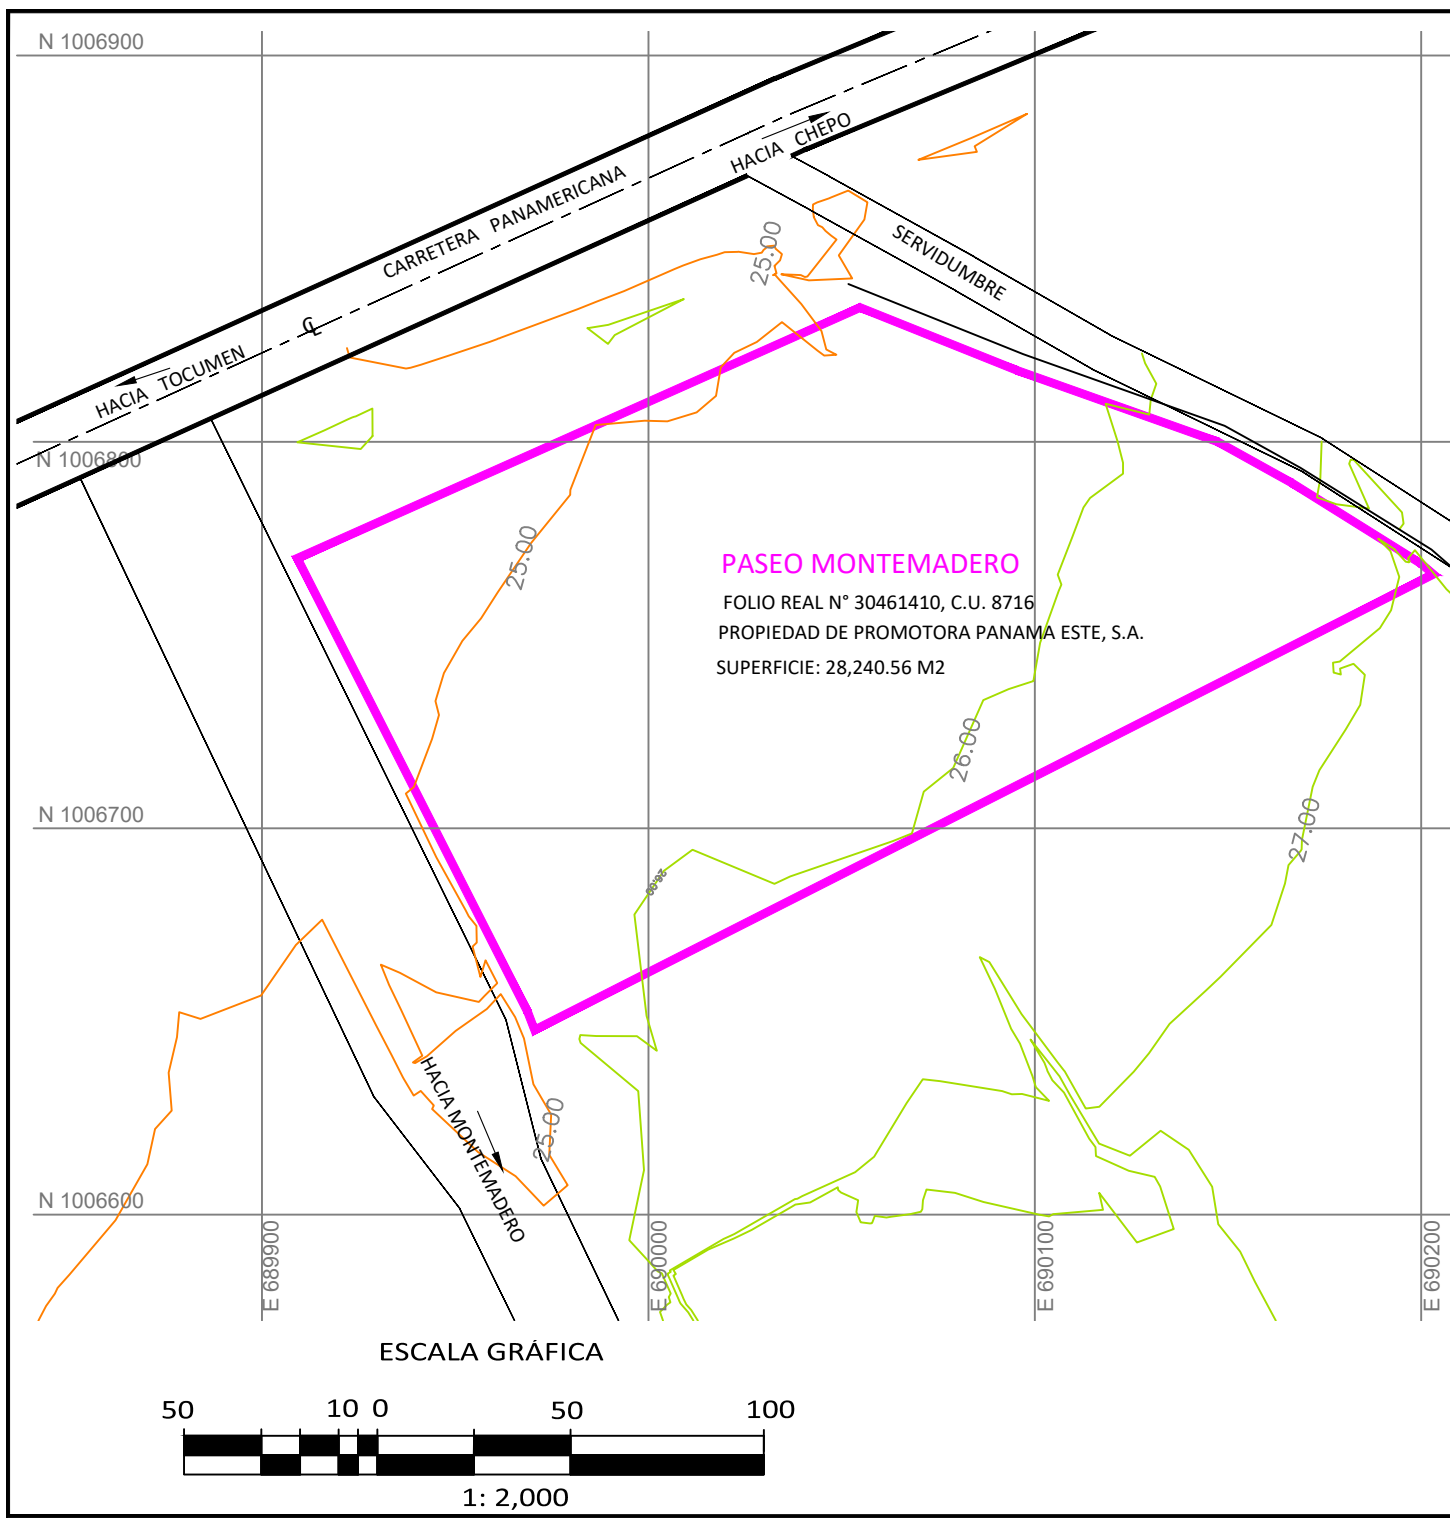 N 1006900
HACIA CHEPO
CARRETERA PANAMERICANA
25.00
SERVIDUMBRE
℄
HACIA TOCUMEN
N 1006800
25.00
PASEO MONTEMADERO
FOLIO REAL N° 30461410, C.U. 8716
PROPIEDAD DE PROMOTORA PANAMA ESTE, S.A.
SUPERFICIE: 28,240.56 M2
26.00
N 1006700
27.00
26.00
HACIA MONTEMADERO
25.00
N 1006600
E 689900
E 690000
E 690100
E 690200
ESCALA GRÁFICA
50 10 0 50 100
1: 2,000